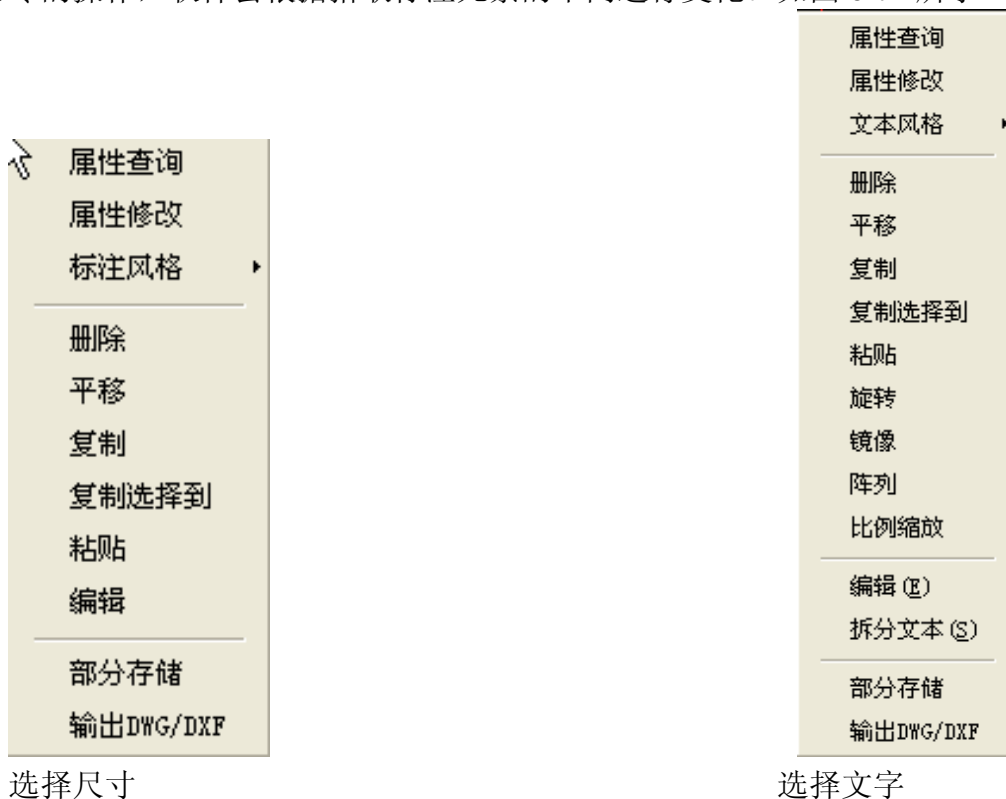 属性查询
属性修改
标注风格
删除
平移
复制
复制选择到
粘贴
编辑
部分存储
输出DWG/DXF
选择尺寸
属性查询
属性修改
文本风格
删除
平移
复制
复制选择到
粘贴
旋转
镜像
阵列
比例缩放
编辑(E)
拆分文本(S)
部分存储
输出DWG/DXF
选择文字